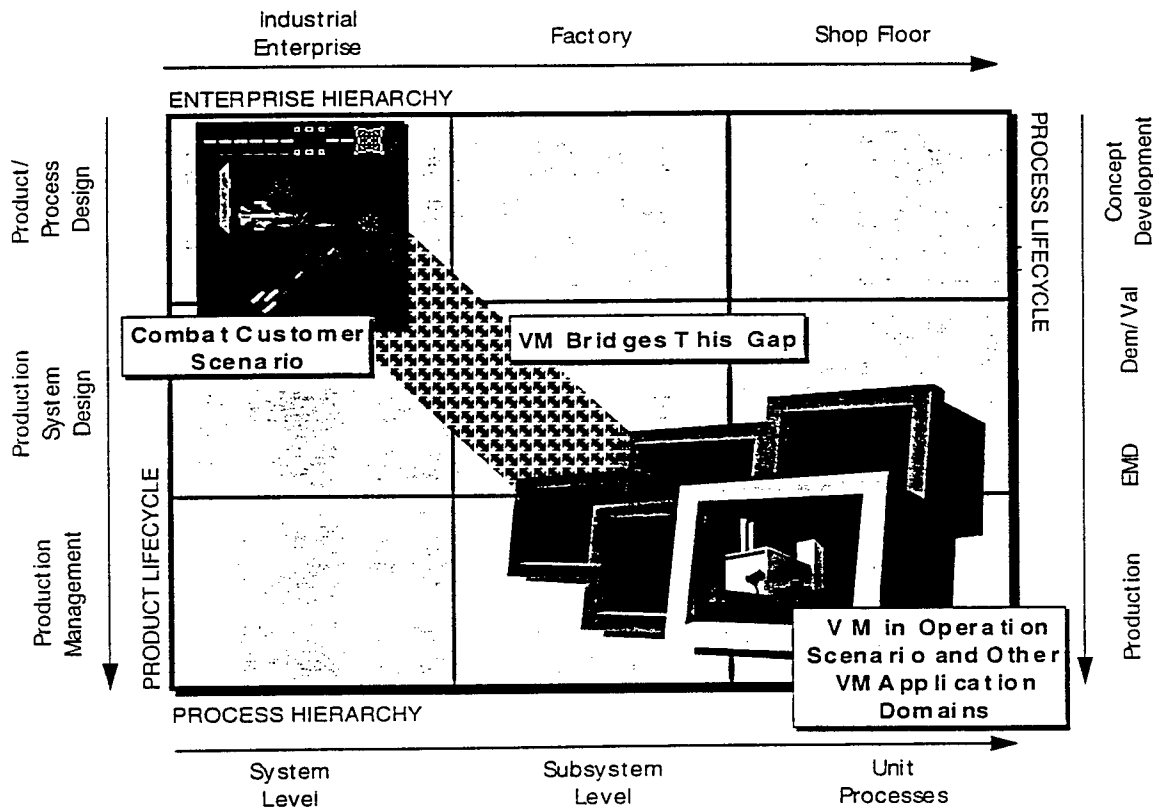 Industrial
Enterprise
Factory
Shop Floor
ENTERPRISE HIERARCHY
Product/
Process
Design
Production
System
Design
Production
Management
PRODUCT LIFECYCLE
Combat Customer
Scenario
VM Bridges This Gap
VM in Operation
Scenario and Other
VM Application
Domains
PROCESS LIFECYCLE
Concept
Development
Dem/Val
EMD
Production
PROCESS HIERARCHY
System
Level
Subsystem
Level
Unit
Processes